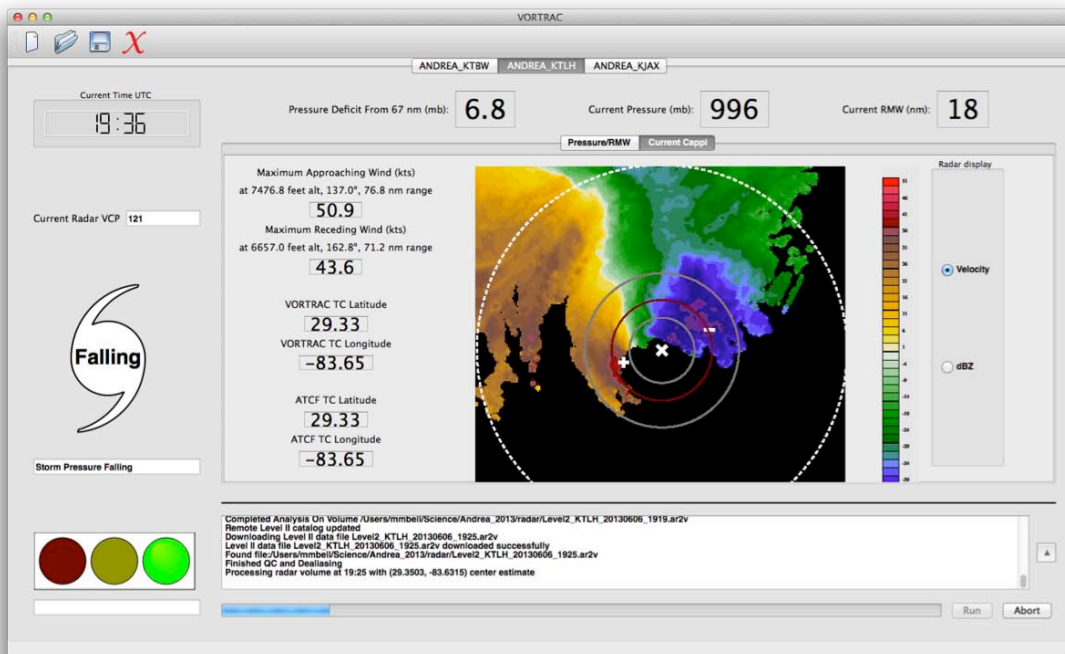 VORTRAC
X
ANDREA_KTBW ANDREA_KTLH ANDREA_KJAX
Current Time UTC
19:36
Pressure Deficit From 67 nm (mb): 6.8
Current Pressure (mb): 996
Current RMW (nm): 18
Pressure/RMW Current Cappi
Current Radar VCP 121
Falling
Storm Pressure Falling
Maximum Approaching Wind (kts)
at 7476.8 feet alt, 137.0°, 76.8 nm range
50.9
Maximum Receding Wind (kts)
at 6657.0 feet alt, 162.8°, 71.2 nm range
43.6
VORTRAC TC Latitude
29.33
VORTRAC TC Longitude
-83.65
ATCF TC Latitude
29.33
ATCF TC Longitude
-83.65
Radar display
Velocity
dBZ
Completed Analysis On Volume /Users/mmbell/Science/Andrea_2013/radar/Level2_KTLH_20130606_1919.ar2v
Remote Level II catalog updated
Downloading Level II data file Level2_KTLH_20130606_1925.ar2v
Level II data file Level2_KTLH_20130606_1925.ar2v downloaded successfully
Found file:/Users/mmbell/Science/Andrea_2013/radar/Level2_KTLH_20130606_1925.ar2v
Finished QC and Dealiasing
Processing radar volume at 19:25 with (29.3503, -83.6315) center estimate
Run Abort